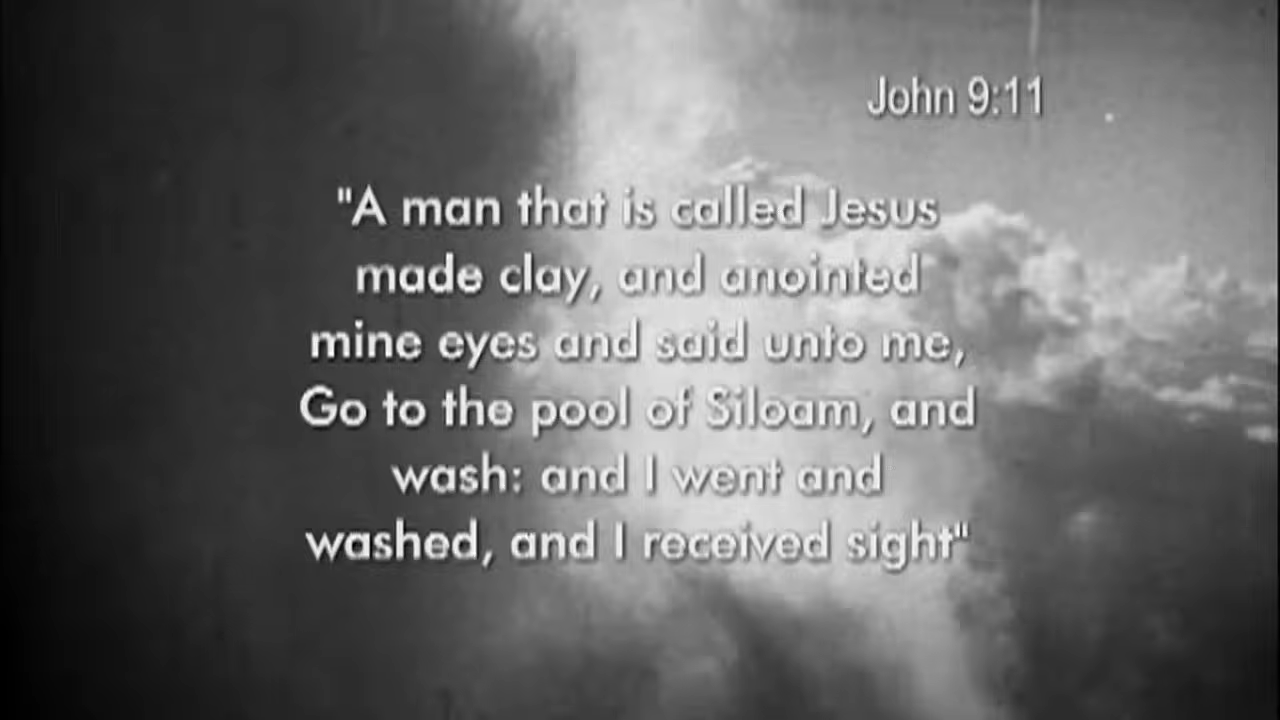 John 9:11
"A man that is called Jesus
made clay, and anointed
mine eyes and said unto me,
Go to the pool of Siloam, and
wash: and I went and
washed, and I received sight"